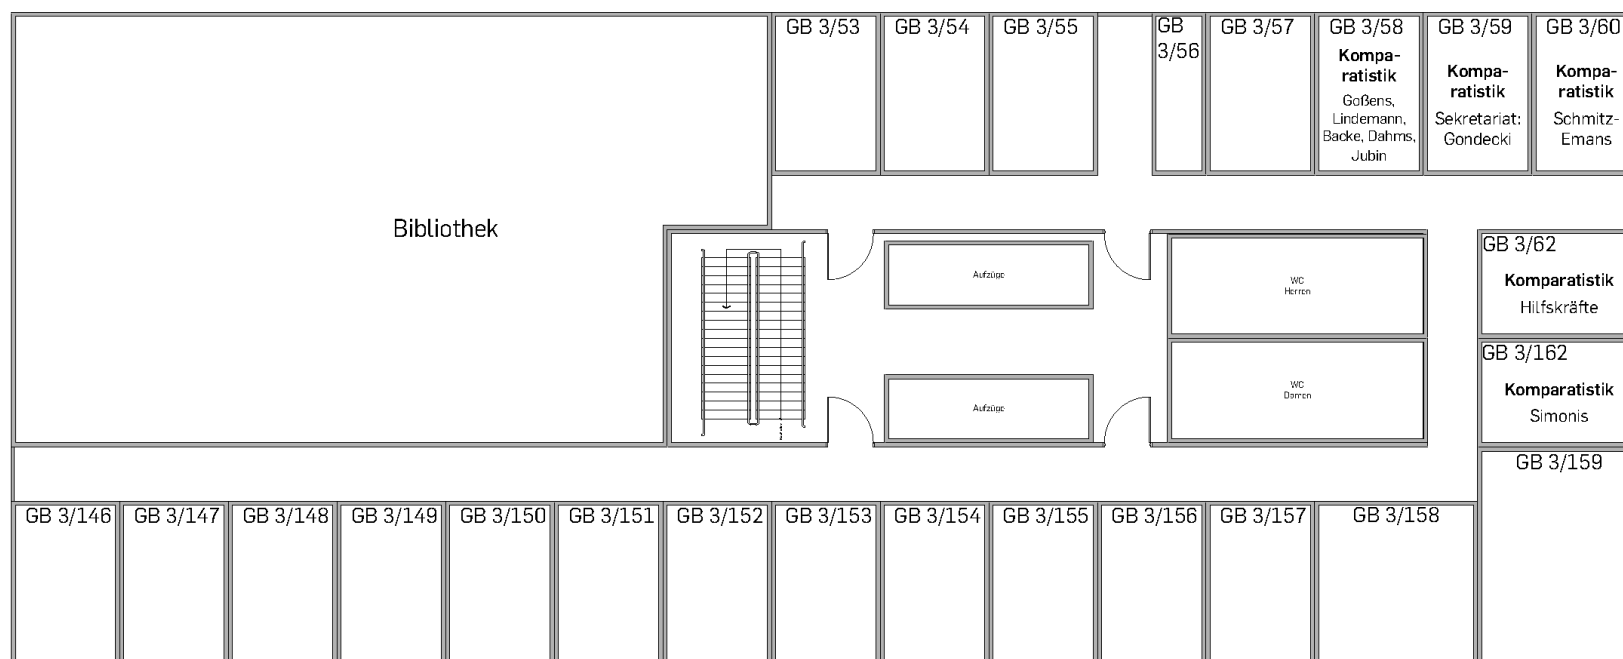 GB 3/53
GB 3/54
GB 3/55
GB
3/56
GB 3/57
GB 3/58
Kompa-
ratistik
Goßens,
Lindemann,
Backe, Dahms,
Jubin
GB 3/59
Kompa-
ratistik
Sekretariat:
Gondecki
GB 3/60
Kompa-
ratistik
Schmitz-
Emans
Bibliothek
Aufzüge
WC
Herren
GB 3/62
Komparatistik
Hilfskräfte
Aufzüge
WC
Damen
GB 3/162
Komparatistik
Simonis
GB 3/159
GB 3/146
GB 3/147
GB 3/148
GB 3/149
GB 3/150
GB 3/151
GB 3/152
GB 3/153
GB 3/154
GB 3/155
GB 3/156
GB 3/157
GB 3/158